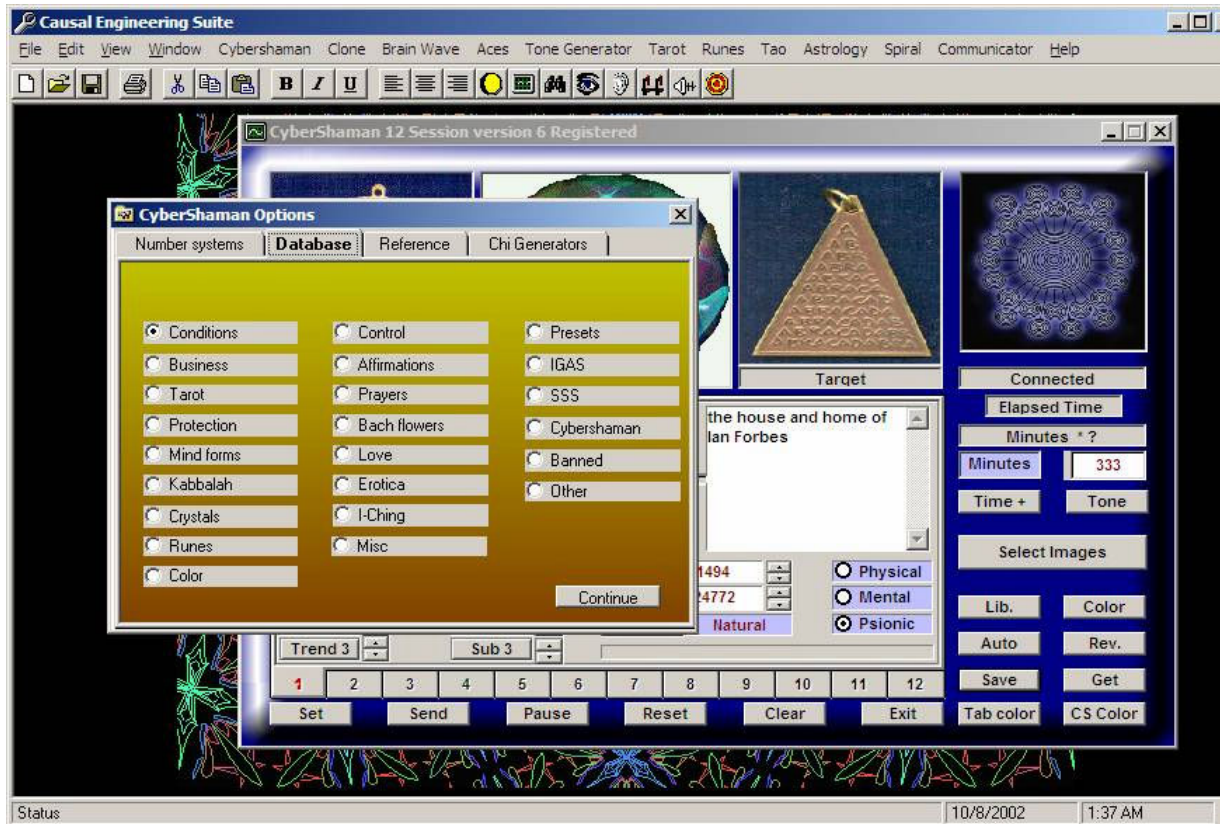 Causal Engineering Suite
File Edit View Window Cybershaman Clone Brain Wave Aces Tone Generator Tarot Runes Tao Astrology Spiral Communicator Help
B I U
CyberShaman 12 Session version 6 Registered
CyberShaman Options
Number systems Database Reference Chi Generators
Conditions Control Presets
Business Affirmations IGAS
Tarot Prayers SSS
Protection Bach flowers Cybershaman
Mind forms Love Banned
Kabbalah Erotica Other
Crystals I-Ching
Runes Misc
Color
Continue
Target
the house and home of
lan Forbes
1494
24772
Natural
Physical
Mental
Psionic
Trend 3 Sub 3
1 2 3 4 5 6 7 8 9 10 11 12
Set Send Pause Reset Clear Exit
Connected
Elapsed Time
Minutes *?
Minutes 333
Time + Tone
Select Images
Lib. Color
Auto Rev.
Save Get
Tab color CS Color
Status 10/8/2002 1:37 AM